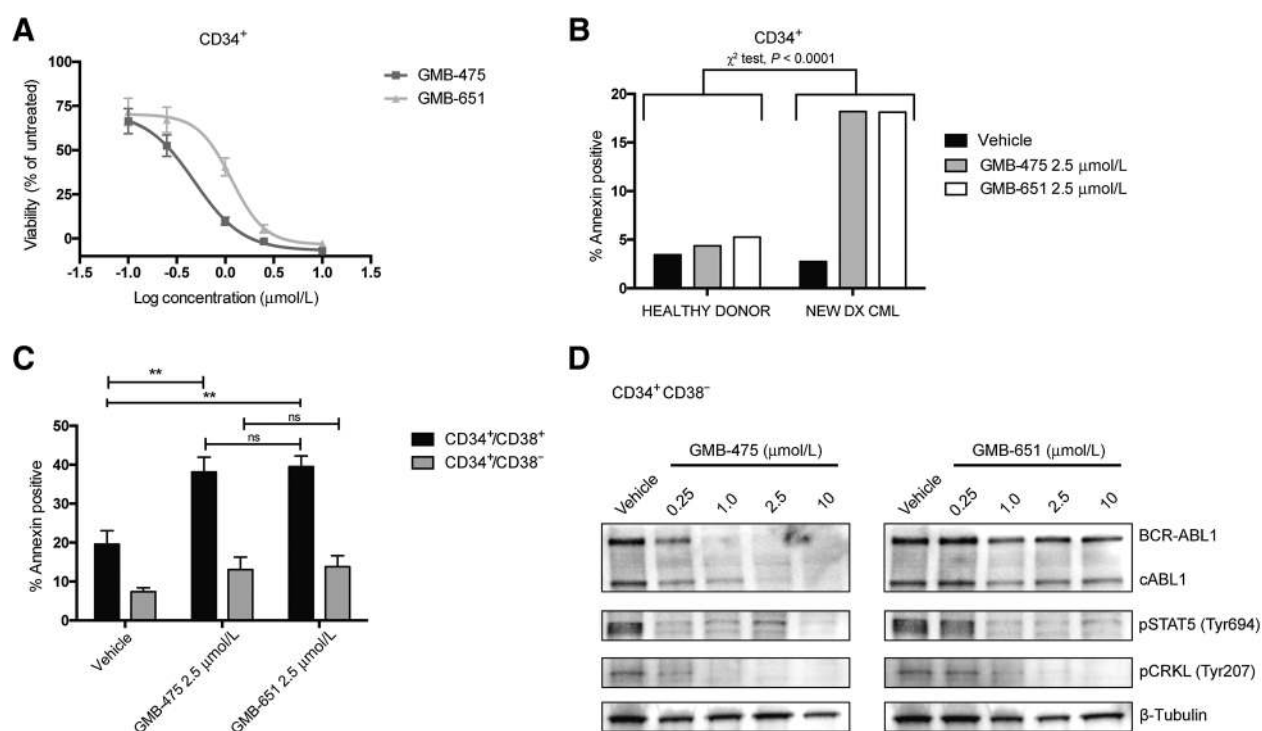 A
CD34+
Viability (% of untreated)
100
75
50
25
0
-1.5 -1.0 -0.5 0.0 0.5 1.0 1.5
Log concentration (μmol/L)
GMB-475
GMB-651
B
CD34+
χ² test, P < 0.0001
% Annexin positive
20
15
10
5
0
HEALTHY DONOR NEW DX CML
Vehicle
GMB-475 2.5 μmol/L
GMB-651 2.5 μmol/L
C
**
**
ns
ns
% Annexin positive
50
40
30
20
10
0
Vehicle
GMB-475 2.5 μmol/L
GMB-651 2.5 μmol/L
CD34+/CD38+
CD34+/CD38−
D
CD34+ CD38−
GMB-475 (μmol/L) GMB-651 (μmol/L)
Vehicle 0.25 1.0 2.5 10 Vehicle 0.25 1.0 2.5 10
BCR-ABL1
cABL1
pSTAT5 (Tyr694)
pCRKL (Tyr207)
β-Tubulin